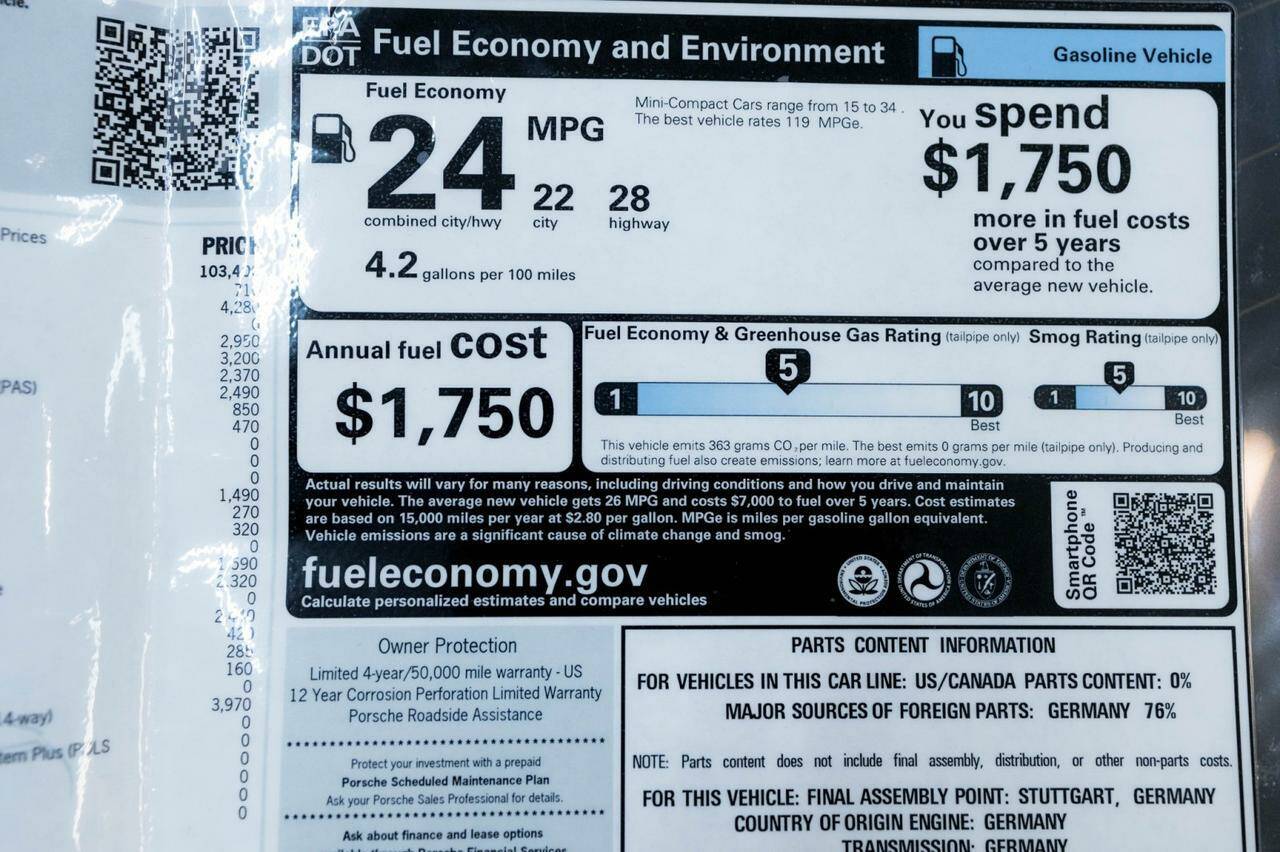 Prices
PRIC
4,28
2,950
3,200
2,370
PAS)
2,490
850
470
0
0
0
1,490
270
320
0
2,320
0
160
0
3,970
4-way)
0
0
0
0
0
0
EPA
DOT
Fuel Economy and Environment
Gasoline Vehicle
Fuel Economy
24 MPG
combined city/hwy
22
city
28
highway
4.2 gallons per 100 miles
Mini-Compact Cars range from 15 to 34 .
The best vehicle rates 119 MPGe.
You spend
$1,750
more in fuel costs
over 5 years
compared to the
average new vehicle.
Annual fuel cost
$1,750
Fuel Economy & Greenhouse Gas Rating (tailpipe only)
5
1
10
Best
Smog Rating (tailpipe only)
5
1
10
Best
This vehicle emits 363 grams CO2 per mile. The best emits 0 grams per mile (tailpipe only). Producing and
distributing fuel also create emissions; learn more at fueleconomy.gov.
Actual results will vary for many reasons, including driving conditions and how you drive and maintain
your vehicle. The average new vehicle gets 26 MPG and costs $7,000 to fuel over 5 years. Cost estimates
are based on 15,000 miles per year at $2.80 per gallon. MPGe is miles per gasoline gallon equivalent.
Vehicle emissions are a significant cause of climate change and smog.
fueleconomy.gov
Calculate personalized estimates and compare vehicles
Smartphone
QR Code™
Owner Protection
Limited 4-year/50,000 mile warranty - US
12 Year Corrosion Perforation Limited Warranty
Porsche Roadside Assistance
Protect your investment with a prepaid
Porsche Scheduled Maintenance Plan
Ask your Porsche Sales Professional for details.
Ask about finance and lease options
available through Porsche Financial Services
PARTS CONTENT INFORMATION
FOR VEHICLES IN THIS CAR LINE: US/CANADA PARTS CONTENT: 0%
MAJOR SOURCES OF FOREIGN PARTS: GERMANY 76%
NOTE: Parts content does not include final assembly, distribution, or other non-parts costs.
FOR THIS VEHICLE: FINAL ASSEMBLY POINT: STUTTGART, GERMANY
COUNTRY OF ORIGIN ENGINE: GERMANY
TRANSMISSION: GERMANY